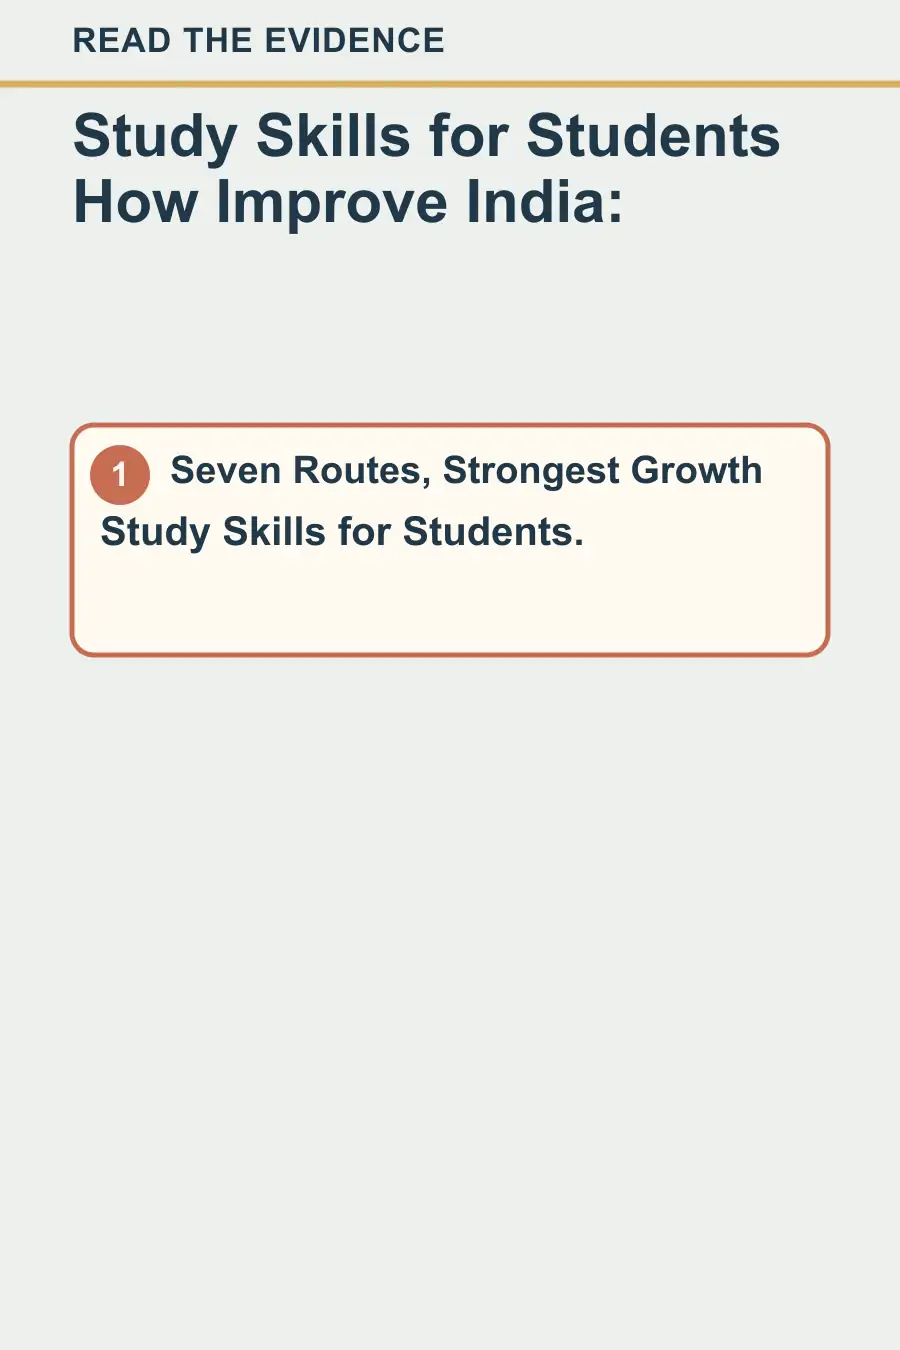 READ THE EVIDENCE
Study Skills for Students
How Improve India:
1 Seven Routes, Strongest Growth
Study Skills for Students.